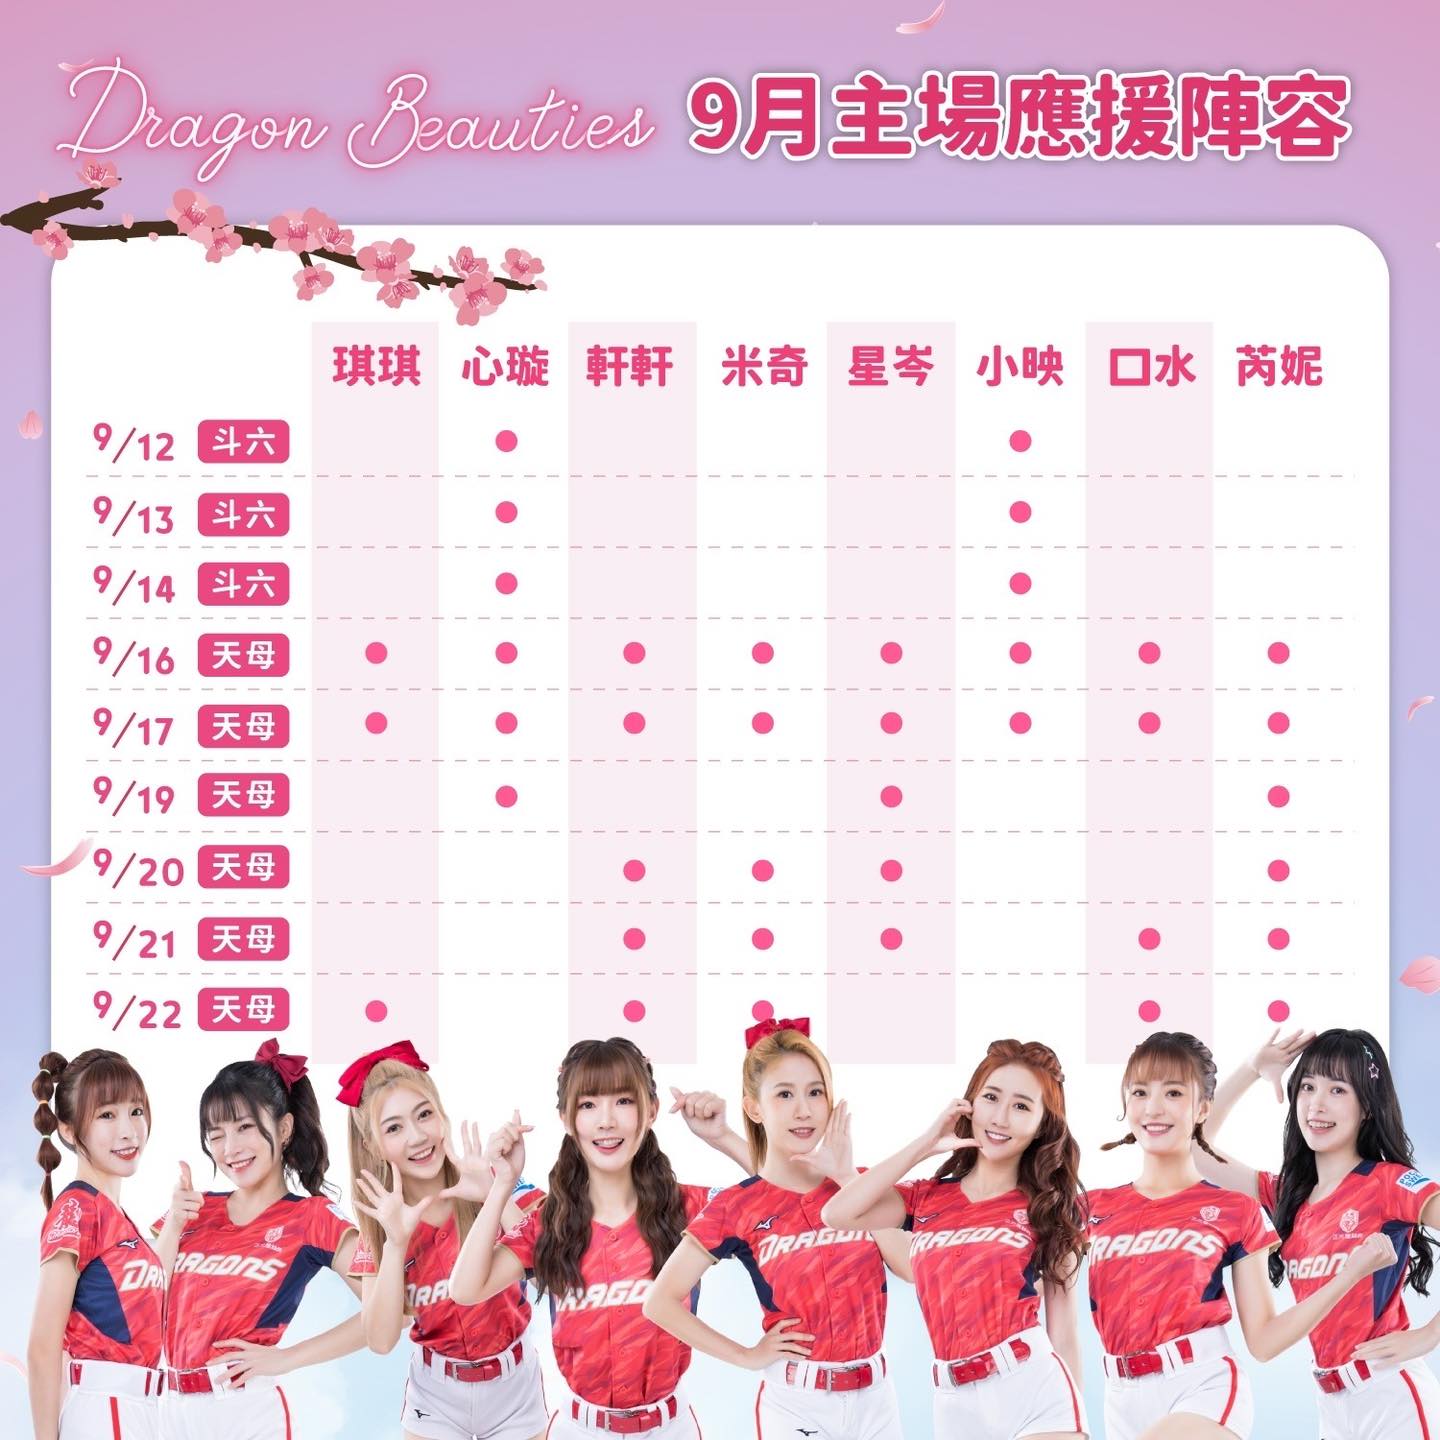 Dragon Beauties 9月主場應援陣容
琪琪 心璇 軒軒 米奇 星岑 小映 口水 芮妮
9/12 斗六
9/13 斗六
9/14 斗六
9/16 天母
9/17 天母
9/19 天母
9/20 天母
9/21 天母
9/22 天母
DRAGONS
DRAGONS
DRAGONS
DRAGONS